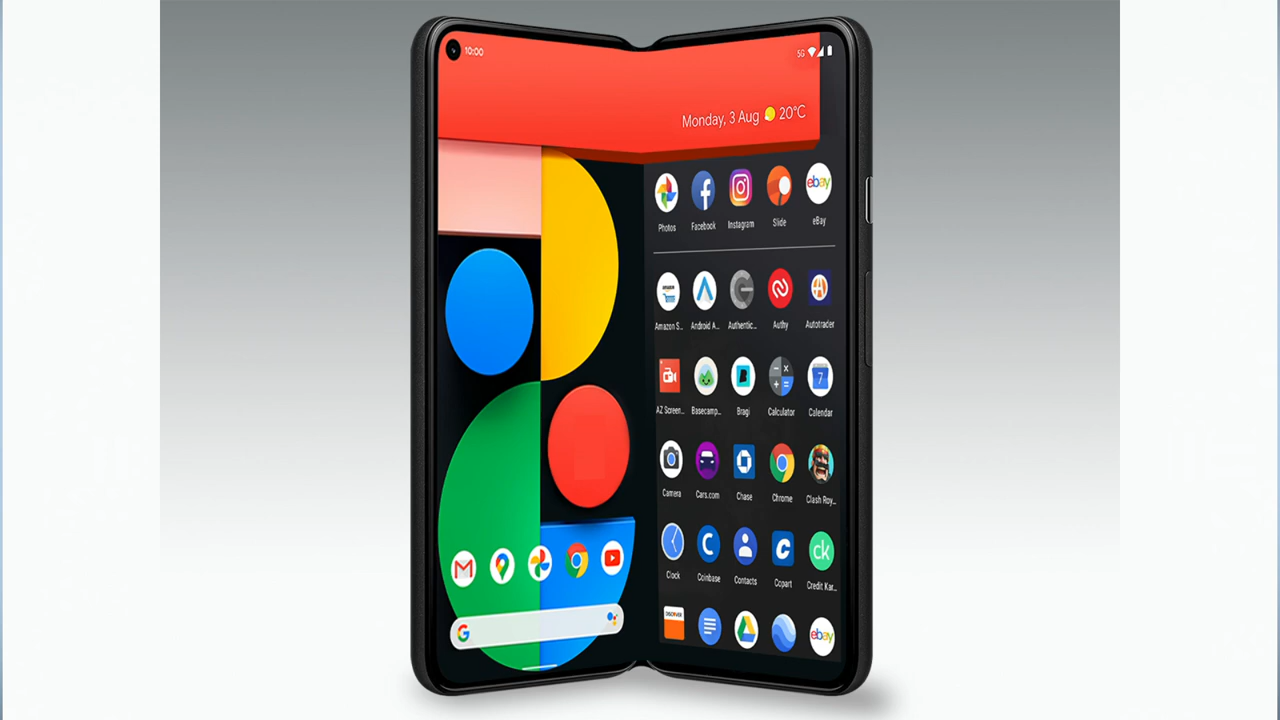 10:00
5G
Monday, 3 Aug 20°C
ebay
Photos Facebook Instagram Slide eBay
amazon
Amazon S.. Android A... Authentic... Authy Autotrader
7
AZ Screen.. Basecamp... Bragi Calculator Calendar
Camera Cars.com Chase Chrome Clash Roy...
ck
Clock Coinbase Contacts Copart Credit Kar...
DISCOVER
ebay
G